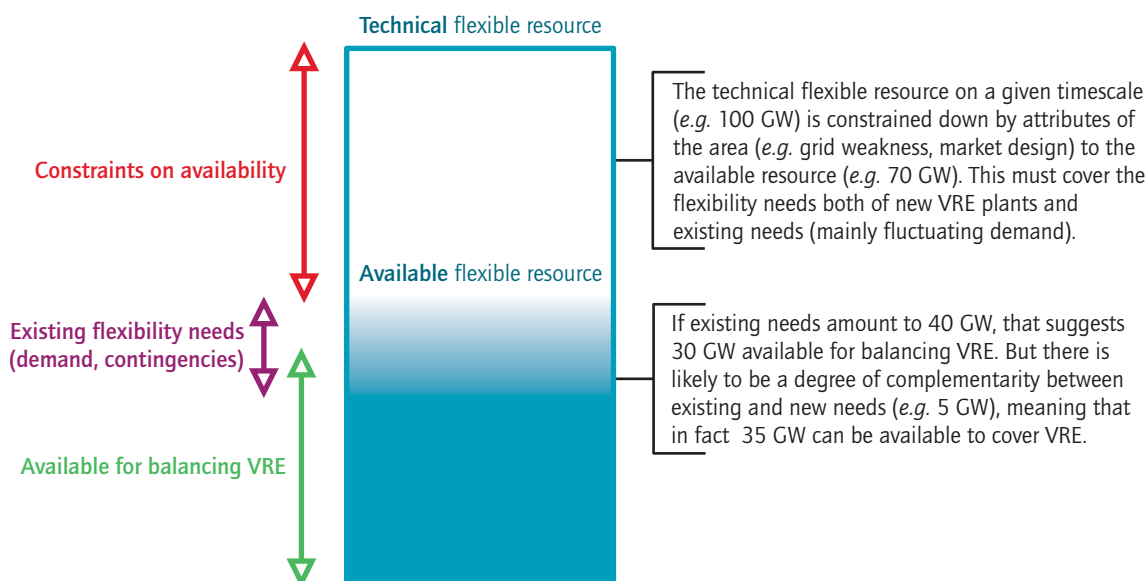 Technical flexible resource
The technical flexible resource on a given timescale
(e.g. 100 GW) is constrained down by attributes of
the area (e.g. grid weakness, market design) to the
available resource (e.g. 70 GW). This must cover the
flexibility needs both of new VRE plants and
existing needs (mainly fluctuating demand).
Constraints on availability
Available flexible resource
Existing flexibility needs
(demand, contingencies)
If existing needs amount to 40 GW, that suggests
30 GW available for balancing VRE. But there is
likely to be a degree of complementarity between
existing and new needs (e.g. 5 GW), meaning that
in fact 35 GW can be available to cover VRE.
Available for balancing VRE